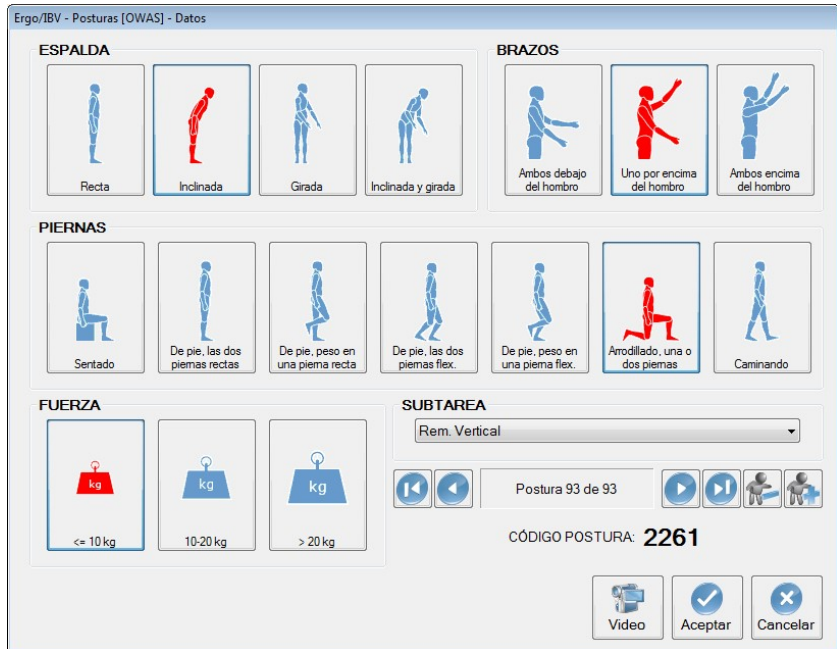 Ergo/IBV - Posturas [OWAS] - Datos
ESPALDA
Recta
Inclinada
Girada
Inclinada y girada
BRAZOS
Ambos debajo
del hombro
Uno por encima
del hombro
Ambos encima
del hombro
PIERNAS
Sentado
De pie, las dos
piernas rectas
De pie, peso en
una pierna recta
De pie, las dos
piernas flex.
De pie, peso en
una pierna flex.
Arrodillado, una o
dos piernas
Caminando
FUERZA
kg
<= 10 kg
kg
10-20 kg
kg
> 20 kg
SUBTAREA
Rem. Vertical
Postura 93 de 93
CÓDIGO POSTURA: 2261
Video
Aceptar
Cancelar